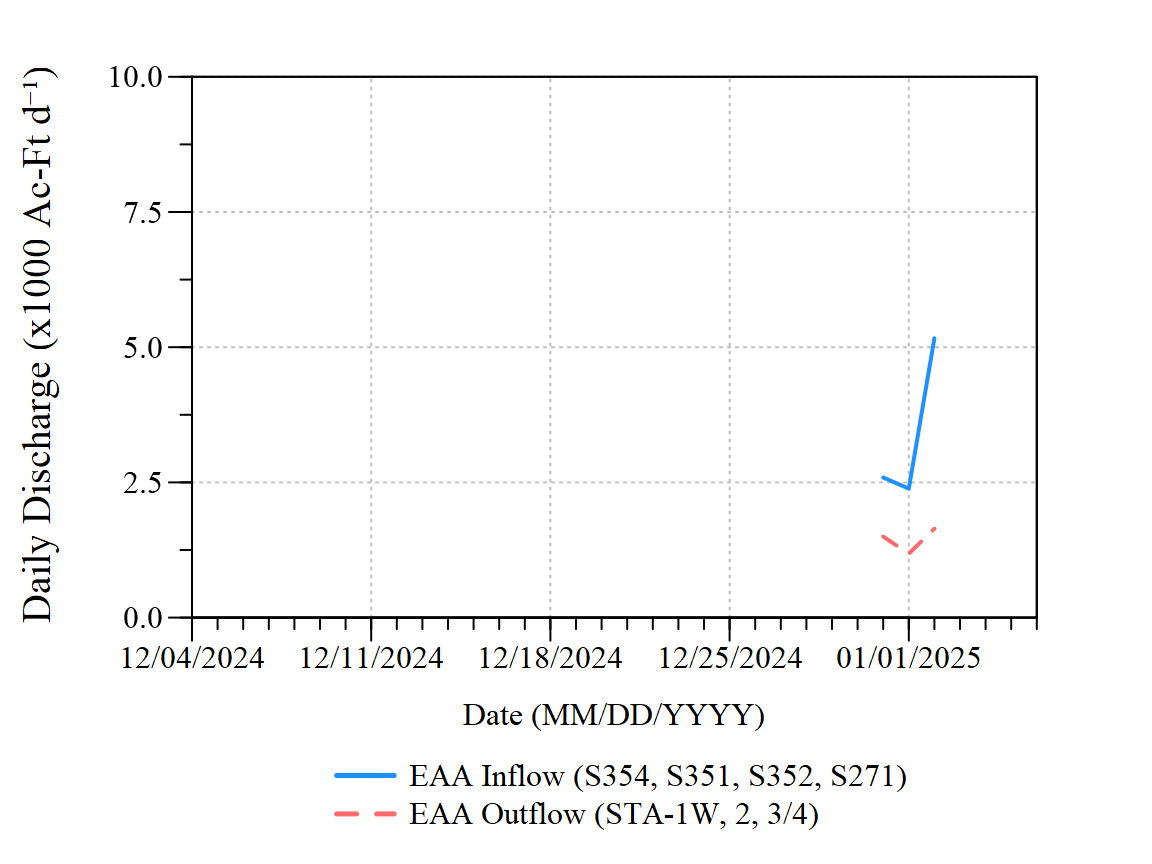 Daily Discharge (x1000 Ac-Ft d⁻¹)
10.0
7.5
5.0
2.5
0.0
12/04/2024 12/11/2024 12/18/2024 12/25/2024 01/01/2025
Date (MM/DD/YYYY)
EAA Inflow (S354, S351, S352, S271)
EAA Outflow (STA-1W, 2, 3/4)